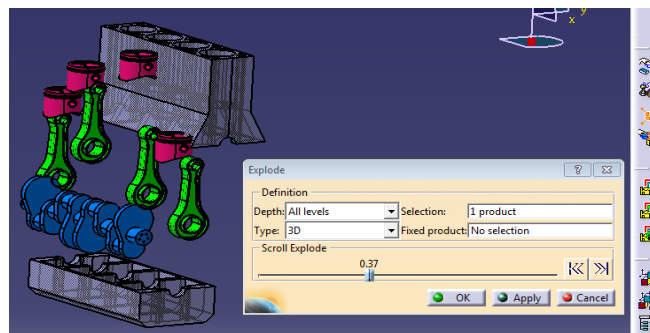 y
x
Explode
Definition
Depth: All levels Selection: 1 product
Type: 3D Fixed product: No selection
Scroll Explode
0.37
OK Apply Cancel